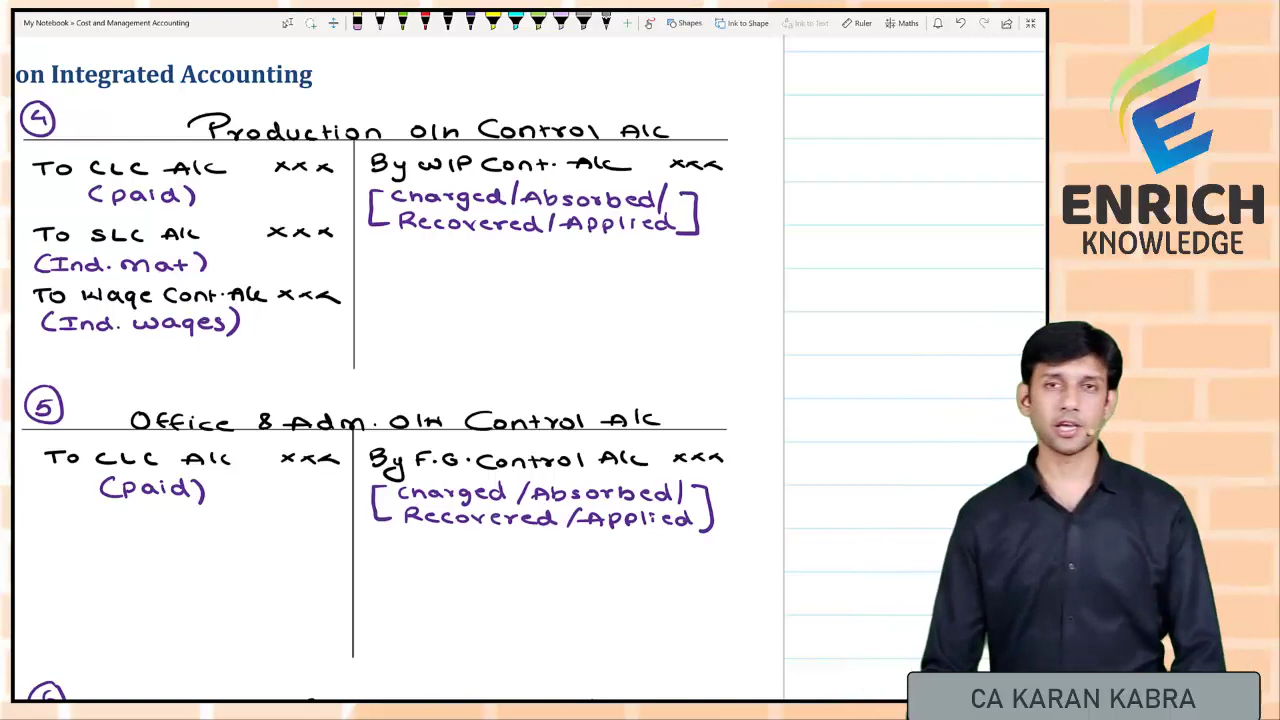 My Notebook » Cost and Management Accounting
Shapes
Ink to Shape
Ink to Text
Ruler
Maths
on Integrated Accounting
4
Production O/H Control A/c
To CLC A/c xxx
(paid)
To SLC A/c xxx
(Ind. mat)
To Wage Cont. A/c xxx
(Ind. wages)
By WIP Cont. A/c xxx
[Charged/Absorbed/
Recovered/Applied]
5
Office & Adm. O/H Control A/c
To CLC A/c xxx
(paid)
By F.G. Control A/c xxx
[Charged/Absorbed/
Recovered/Applied]
6
ENRICH
KNOWLEDGE
CA KARAN KABRA